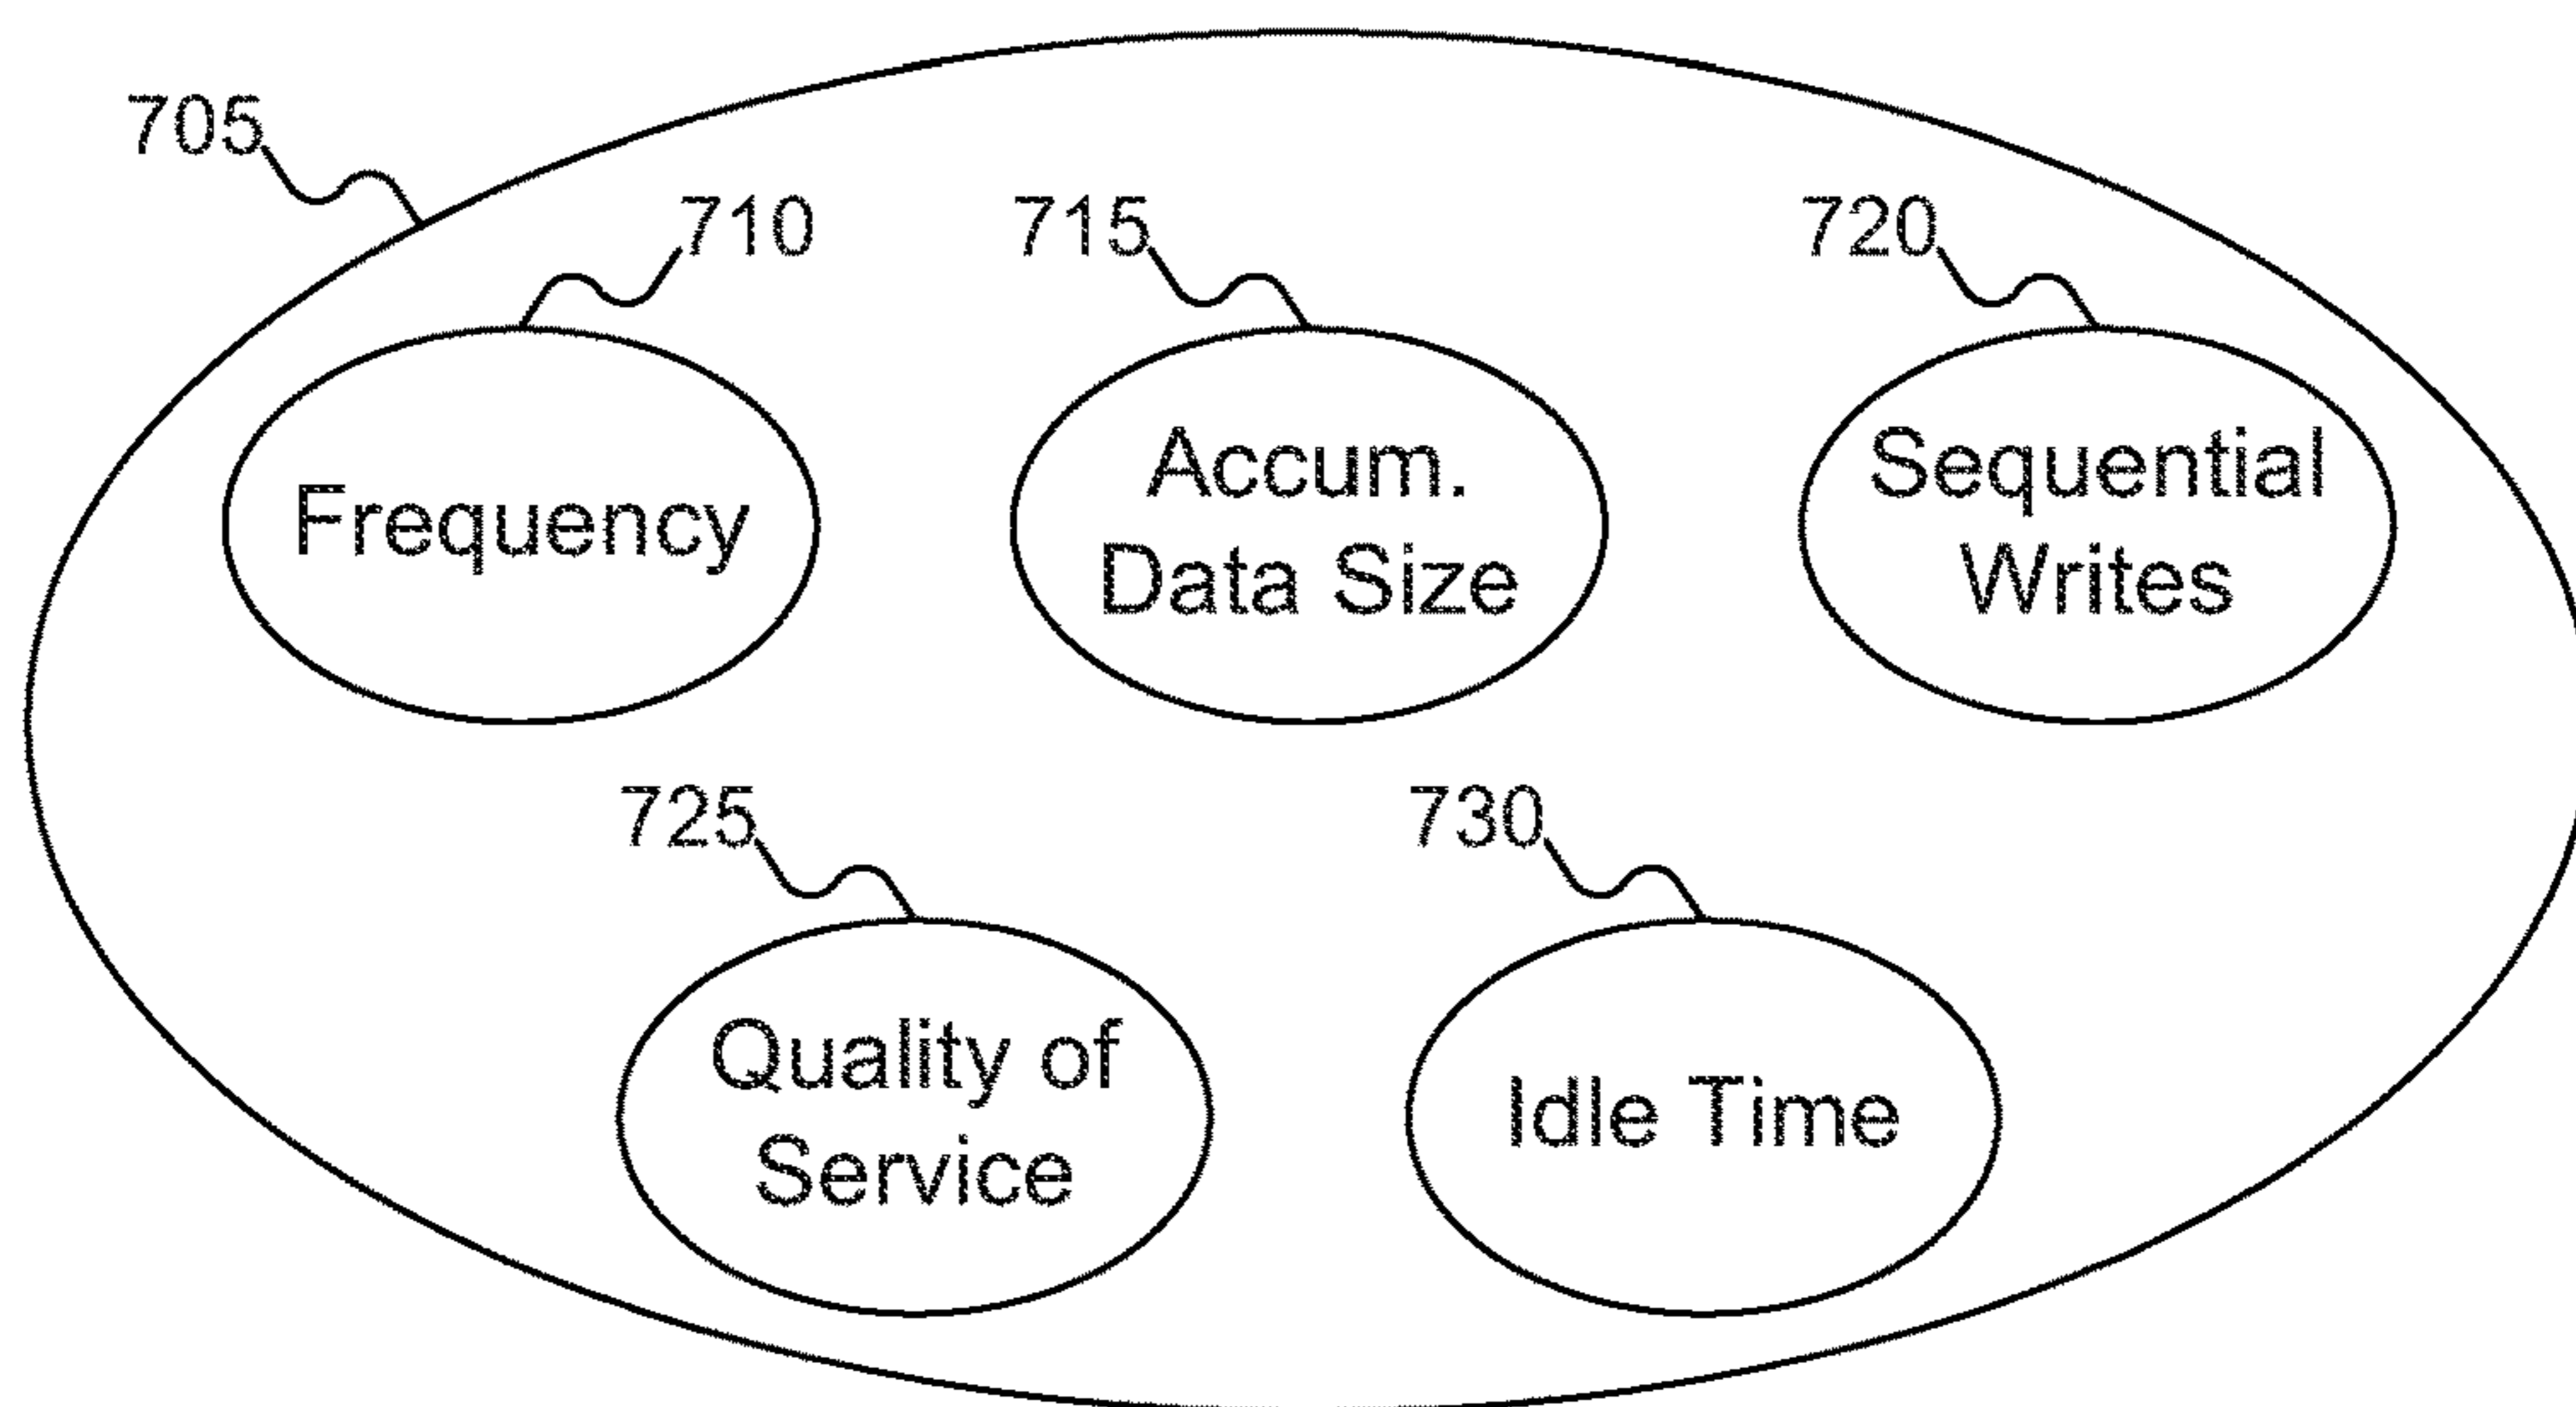 705
710
715
720
Frequency
Accum.
Data Size
Sequential
Writes
725
730
Quality of
Service
Idle Time